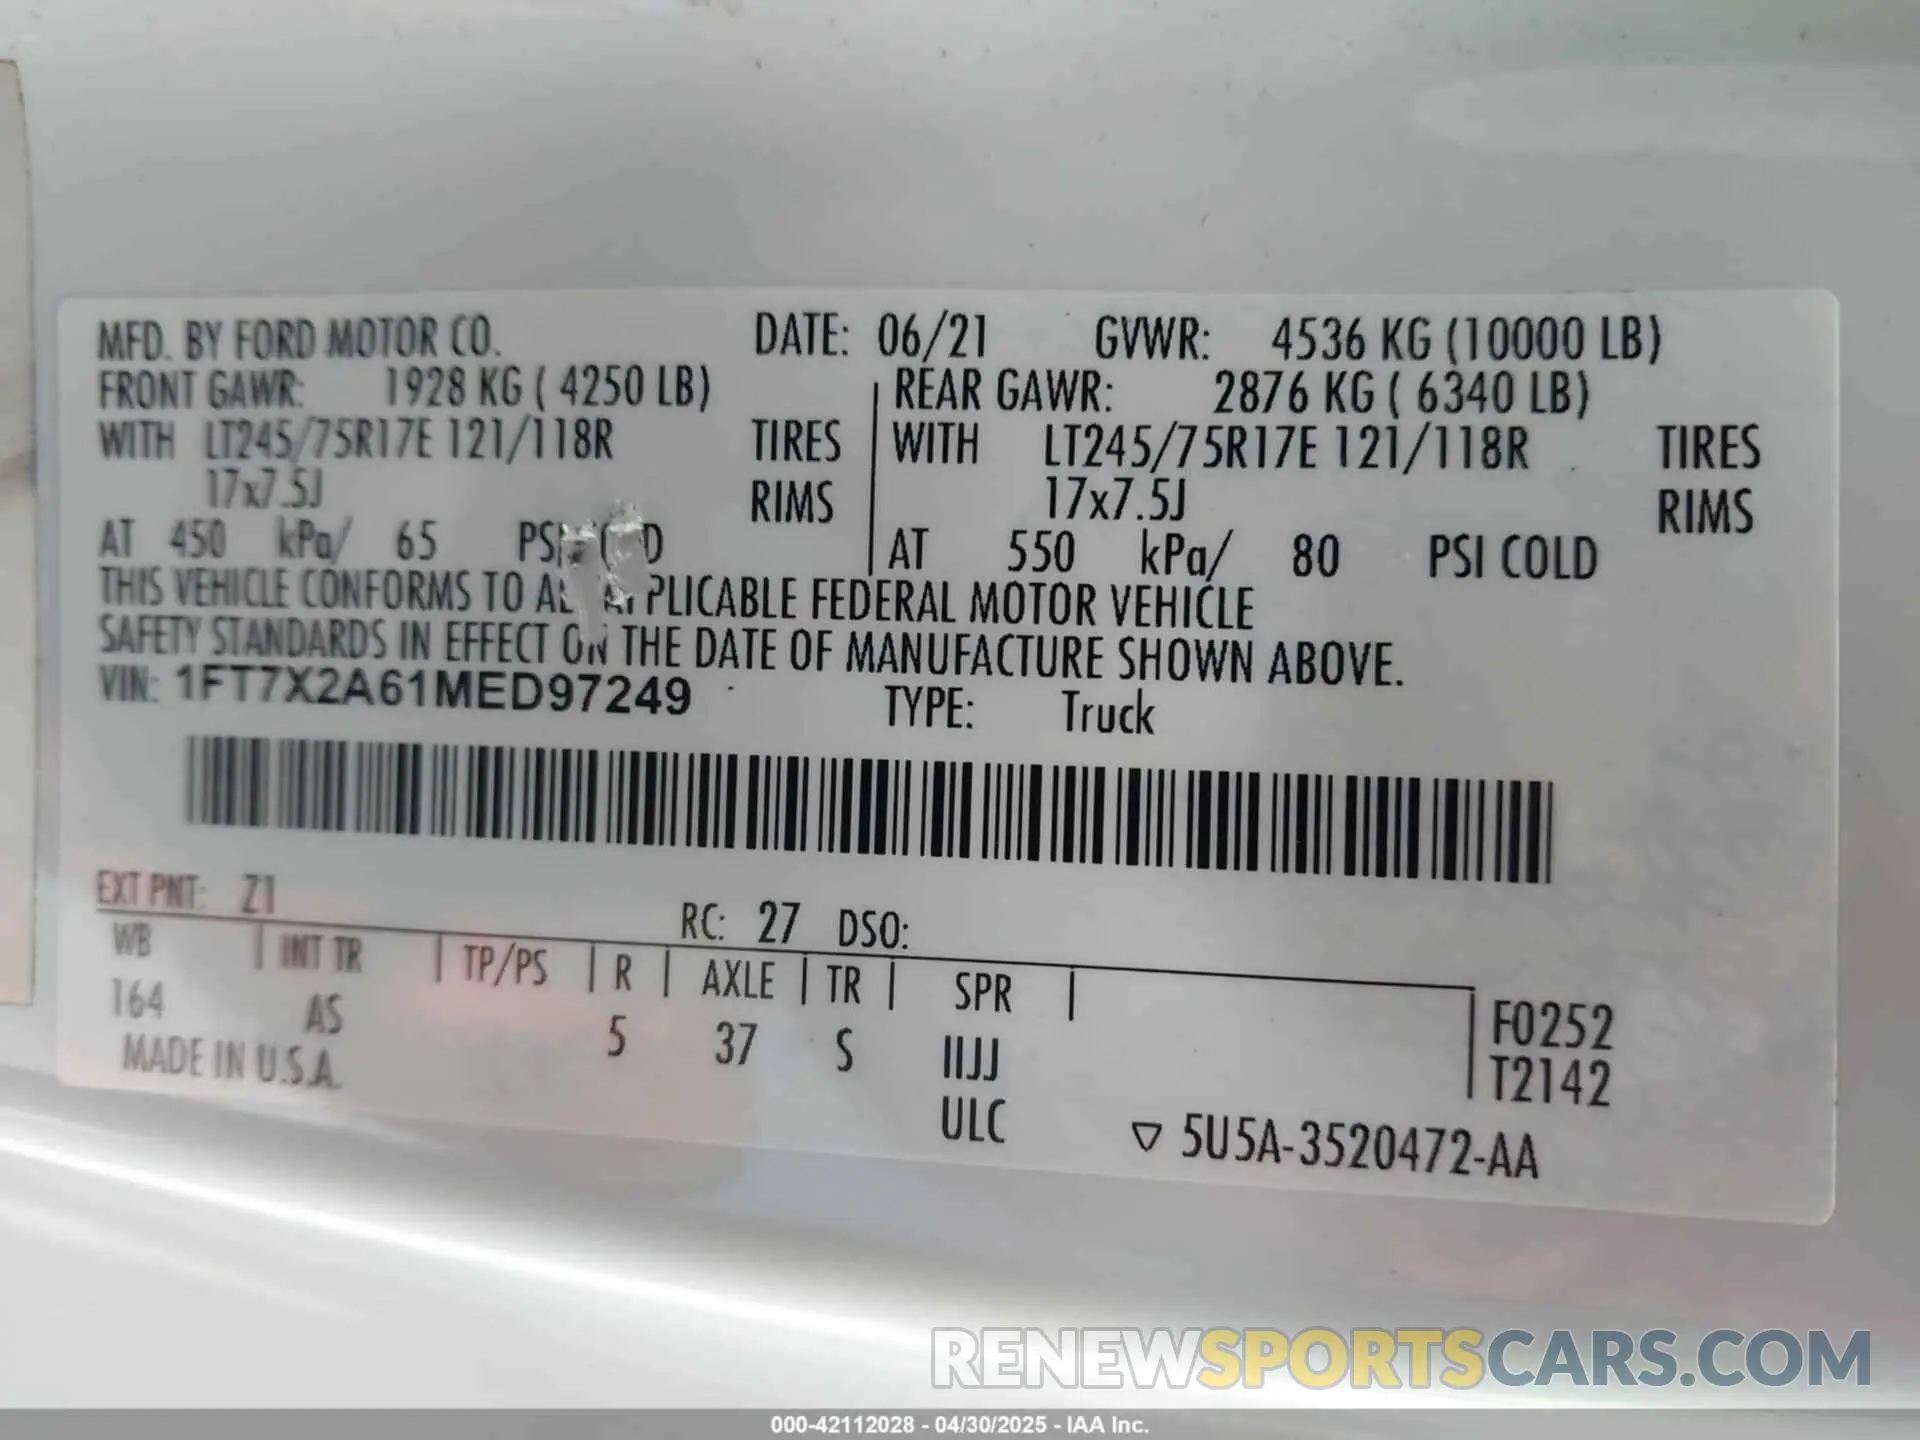 MFD. BY FORD MOTOR CO. DATE: 06/21 GVWR: 4536 KG (10000 LB)
FRONT GAWR: 1928 KG ( 4250 LB) REAR GAWR: 2876 KG ( 6340 LB)
WITH LT245/75R17E 121/118R TIRES WITH LT245/75R17E 121/118R TIRES
17x7.5J RIMS 17x7.5J RIMS
AT 450 kPa/ 65 PSI AT 550 kPa/ 80 PSI COLD
THIS VEHICLE CONFORMS TO FEDERAL MOTOR VEHICLE
SAFETY STANDARDS IN EFFECT ON THE DATE OF MANUFACTURE SHOWN ABOVE.
VIN: 1FT7X2A61MED97249 TYPE: Truck
EXT PNT: Z1 RC: 27 DSO:
WB INT TR TP/PS R AXLE TR SPR
164 AS 5 37 S IIJJ F0252
MADE IN U.S.A. ULC T2142
5U5A-3520472-AA
RENEWSPORTSCARS.COM
000-42112028 - 04/30/2025 - IAA Inc.